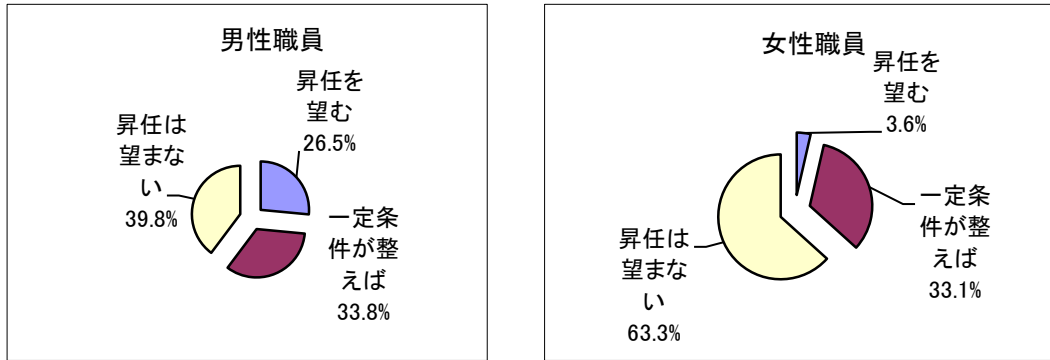 男性職員
昇任を
望む
26.5%
昇任は
望まな
い
39.8%
一定条
件が整
えば
33.8%
女性職員
昇任を
望む
3.6%
一定条
件が整
えば
33.1%
昇任は
望まな
い
63.3%